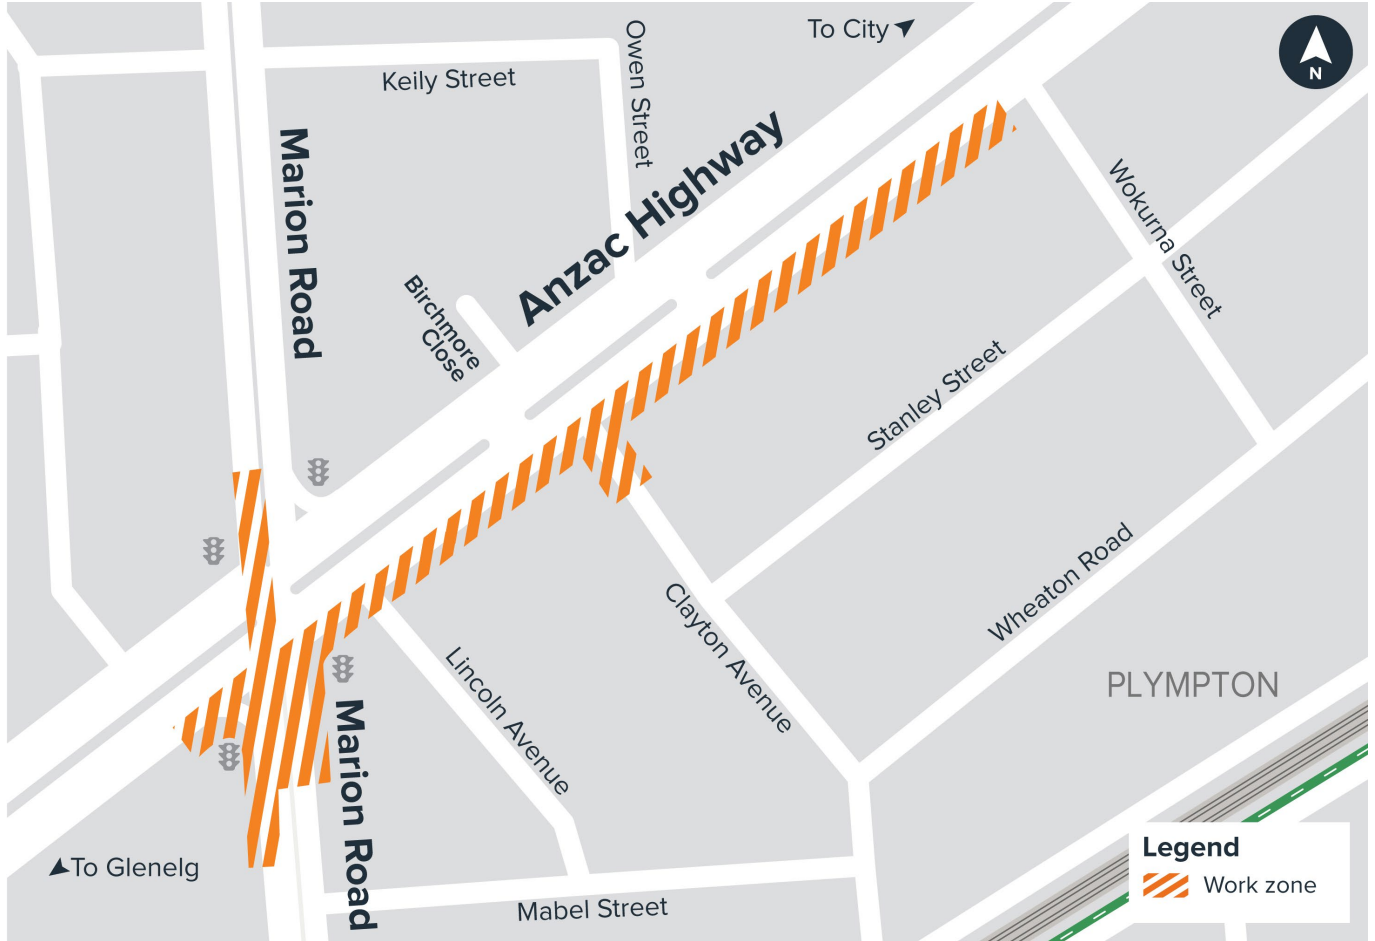 To City
N
Keily Street
Owen Street
Marion Road
Anzac Highway
Birchmore
Close
Wokurna Street
Stanley Street
Wheaton Road
Clayton Avenue
Lincoln Avenue
PLYMPTON
Marion Road
To Glenelg
Mabel Street
Legend
Work zone